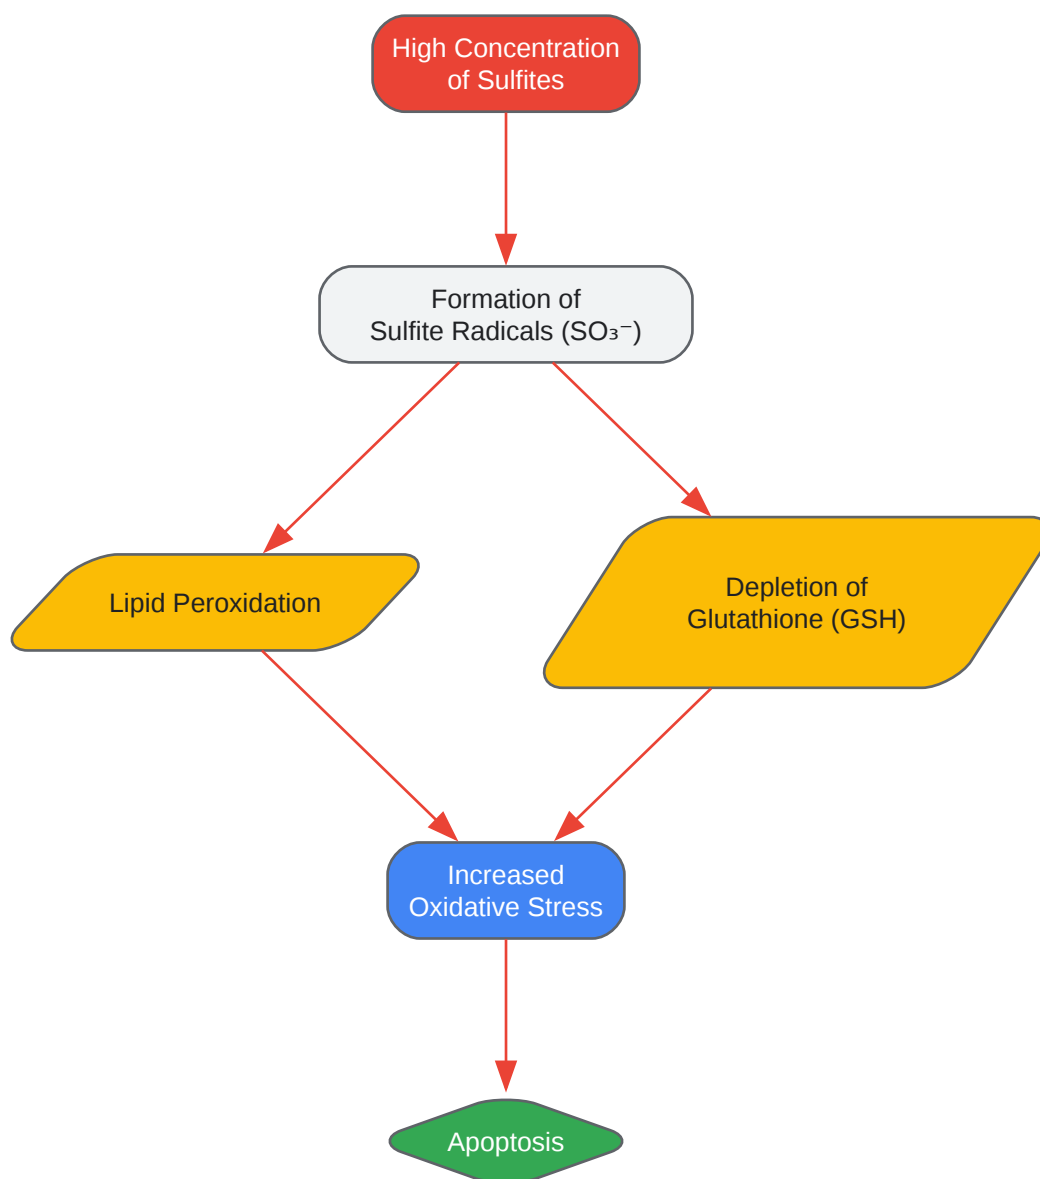 High Concentration
of Sulfites
Formation of
Sulfite Radicals (SO₃⁻)
Lipid Peroxidation
Depletion of
Glutathione (GSH)
Increased
Oxidative Stress
Apoptosis